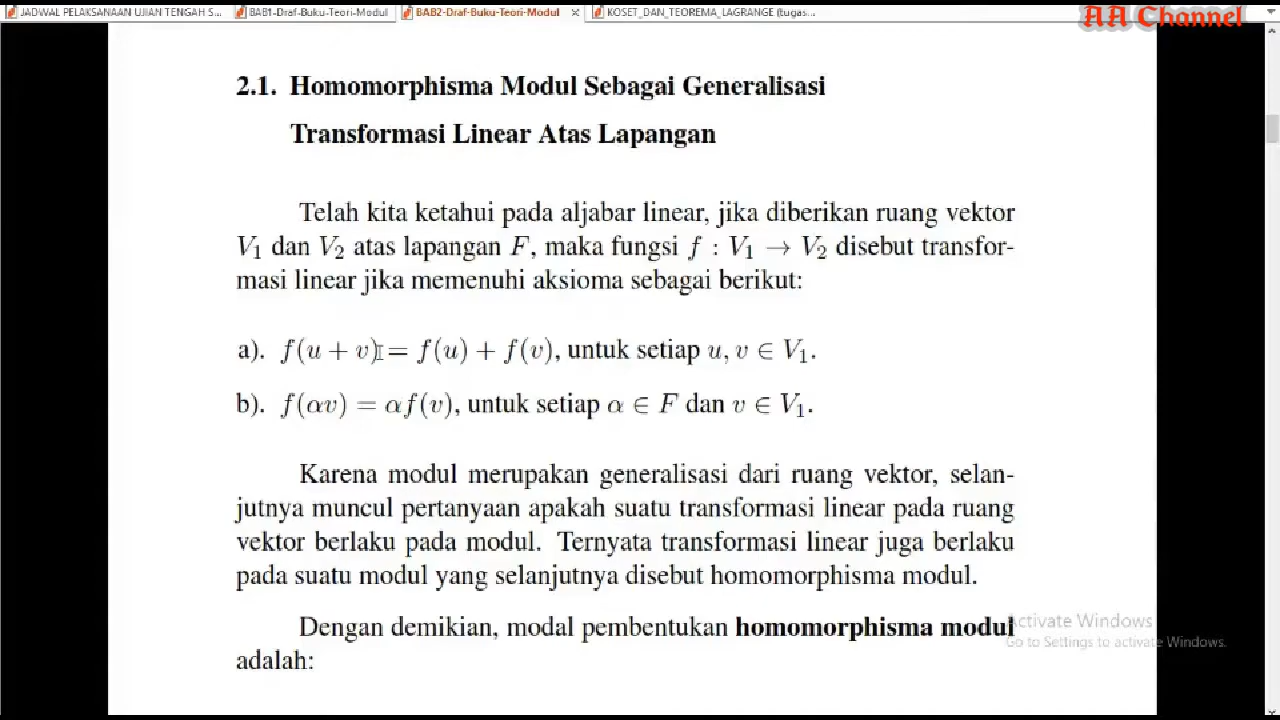 JADWAL PELAKSANAAN UJIAN TENGAH S... BAB1-Draf-Buku-Teori-Modul BAB2-Draf-Buku-Teori-Modul × KOSET_DAN_TEOREMA_LAGRANGE (tugas...
AA Channel
2.1. Homomorphisma Modul Sebagai Generalisasi
Transformasi Linear Atas Lapangan
Telah kita ketahui pada aljabar linear, jika diberikan ruang vektor
V₁ dan V₂ atas lapangan F, maka fungsi f : V₁ → V₂ disebut transfor-
masi linear jika memenuhi aksioma sebagai berikut:
a). f(u + v) = f(u) + f(v), untuk setiap u, v ∈ V₁.
b). f(αv) = αf(v), untuk setiap α ∈ F dan v ∈ V₁.
Karena modul merupakan generalisasi dari ruang vektor, selan-
jutnya muncul pertanyaan apakah suatu transformasi linear pada ruang
vektor berlaku pada modul. Ternyata transformasi linear juga berlaku
pada suatu modul yang selanjutnya disebut homomorphisma modul.
Dengan demikian, modal pembentukan homomorphisma modul
adalah:
Activate Windows
Go to Settings to activate Windows.